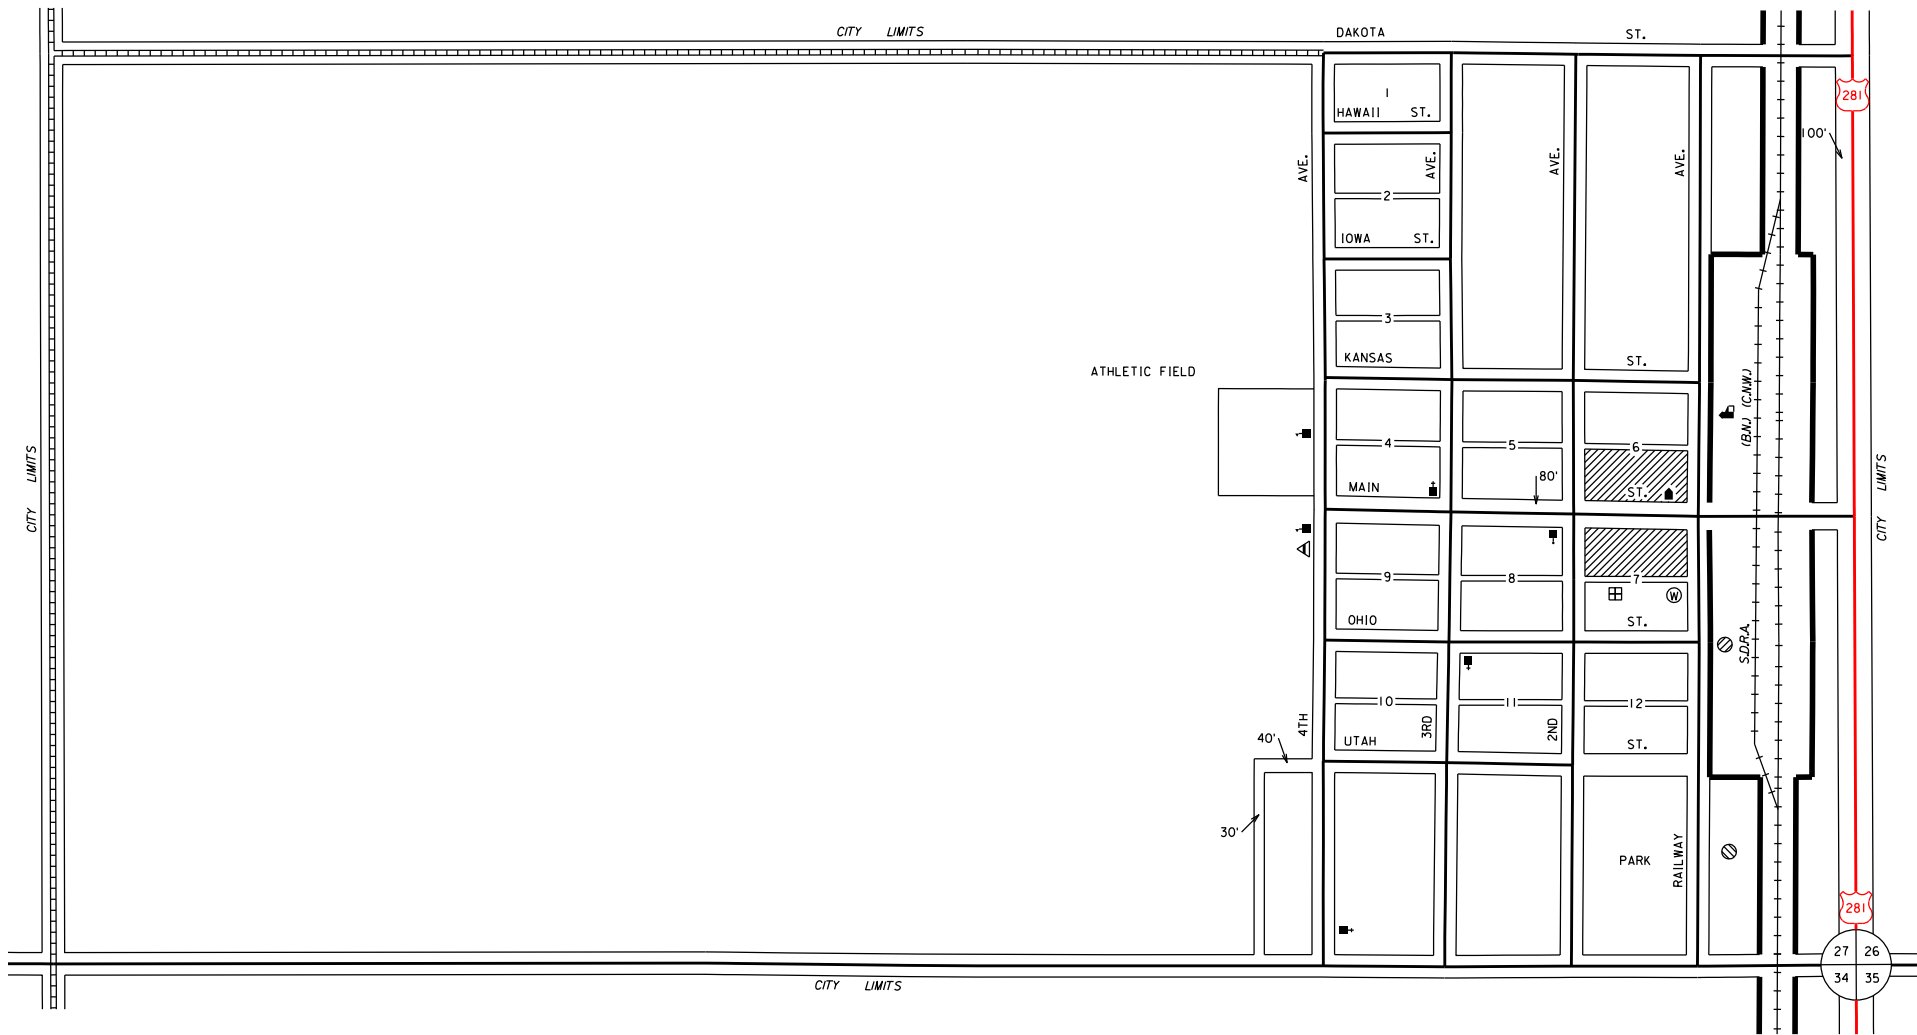 CITY LIMITS
DAKOTA ST.
281
1
HAWAII ST.
100'
AVE.
AVE.
AVE.
AVE.
2
IOWA ST.
3
KANSAS ST.
ATHLETIC FIELD
(B.N.) (C.N.W.)
4
5
6
CITY LIMITS
CITY LIMITS
80'
MAIN ST.
9
8
7
W
OHIO ST.
S.D.R.A.
10
11
12
4TH
3RD
2ND
40'
UTAH ST.
30'
PARK
RAILWAY
281
27 26
34 35
CITY LIMITS